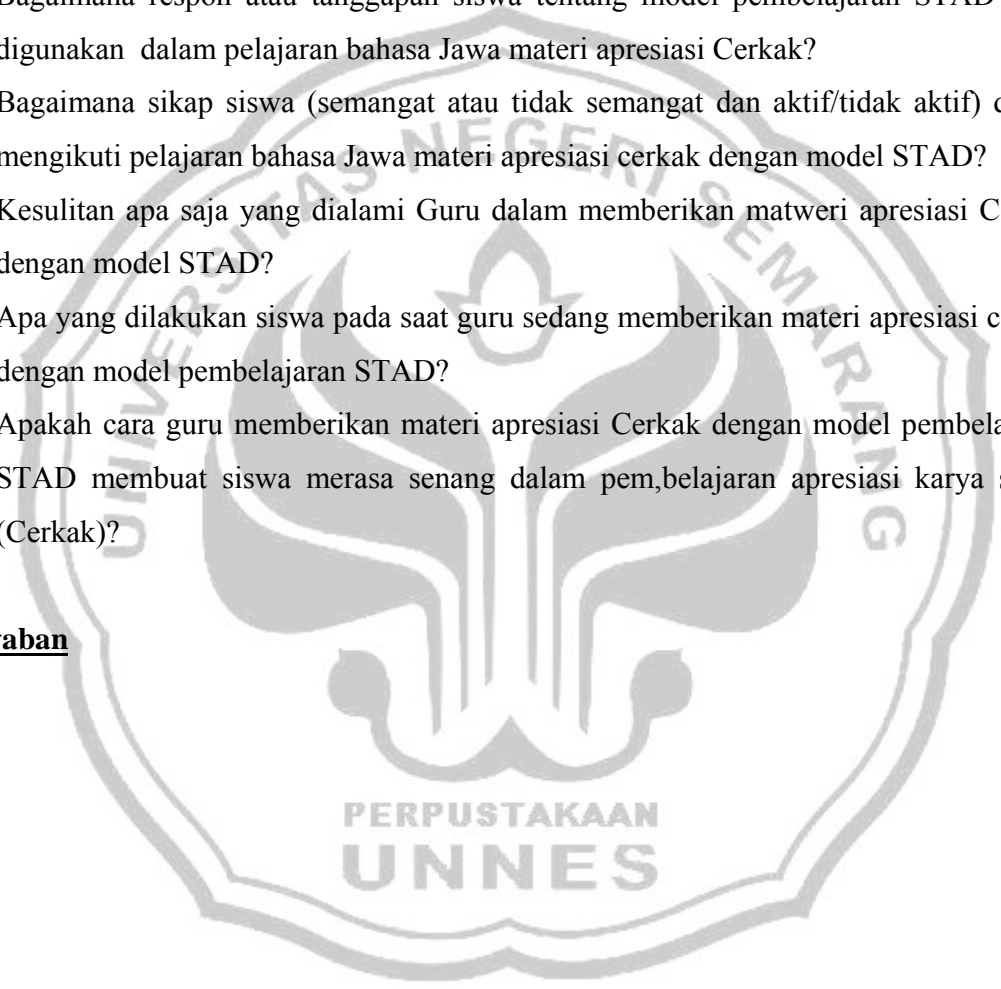 Bagaimana respon atau tanggapan siswa tentang model pembelajaran STAD
digunakan dalam pelajaran bahasa Jawa materi apresiasi Cerkak?
Bagaimana sikap siswa (semangat atau tidak semangat dan aktif/tidak aktif)
mengikuti pelajaran bahasa Jawa materi apresiasi cerkak dengan model STAD?
Kesulitan apa saja yang dialami Guru dalam memberikan matweri apresiasi
dengan model STAD?
Apa yang dilakukan siswa pada saat guru sedang memberikan materi apresiasi
dengan model pembelajaran STAD?
Apakah cara guru memberikan materi apresiasi Cerkak dengan model
STAD membuat siswa merasa senang dalam pem,belajaran apresiasi karya
(Cerkak)?
UNIVERSITAS NEGERI SEMARANG
PERPUSTAKAAN
UNNES